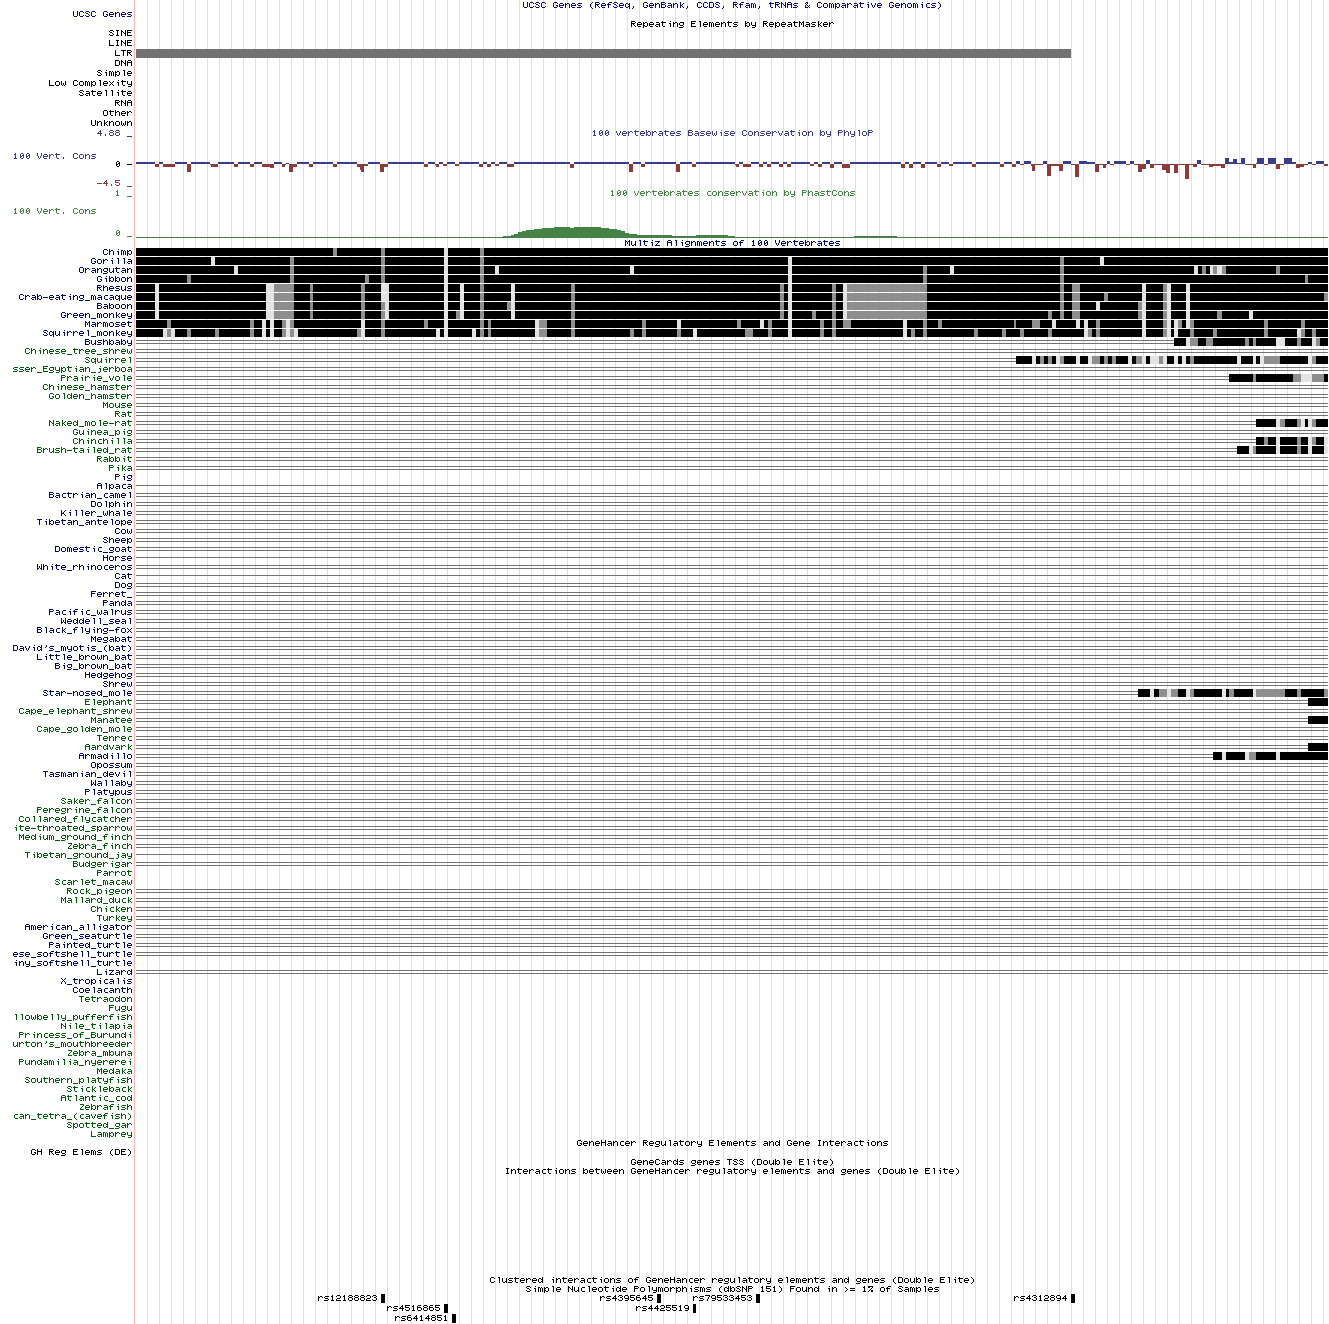 UCSC Genes (RefSeq, GenBank, CCDS, Rfam, tRNAs & Comparative Genomics)
UCSC Genes
Repeating Elements by RepeatMasker
SINE
LINE
LTR
DNA
Simple
Low Complexity
Satellite
RNA
Other
Unknown
4.88 _
100 vertebrates Basewise Conservation by PhyloP
100 Vert. Cons
0 -
-4.5 _
1 _
100 vertebrates conservation by PhastCons
100 Vert. Cons
0 _
Multiz Alignments of 100 Vertebrates
Chimp
Gorilla
Orangutan
Gibbon
Rhesus
Crab-eating_macaque
Baboon
Green_monkey
Marmoset
Squirrel_monkey
Bushbaby
Chinese_tree_shrew
Squirrel
sser_Egyptian_jerboa
Prairie_vole
Chinese_hamster
Golden_hamster
Mouse
Rat
Naked_mole-rat
Guinea_pig
Chinchilla
Brush-tailed_rat
Rabbit
Pika
Pig
Alpaca
Bactrian_camel
Dolphin
Killer_whale
Tibetan_antelope
Cow
Sheep
Domestic_goat
Horse
White_rhinoceros
Cat
Dog
Ferret_
Panda
Pacific_walrus
Weddell_seal
Black_flying-fox
Megabat
David's_myotis_(bat)
Little_brown_bat
Big_brown_bat
Hedgehog
Shrew
Star-nosed_mole
Elephant
Cape_elephant_shrew
Manatee
Cape_golden_mole
Tenrec
Aardvark
Armadillo
Opossum
Tasmanian_devil
Wallaby
Platypus
Saker_falcon
Peregrine_falcon
Collared_flycatcher
ite-throated_sparrow
Medium_ground_finch
Zebra_finch
Tibetan_ground_jay
Budgerigar
Parrot
Scarlet_macaw
Rock_pigeon
Mallard_duck
Chicken
Turkey
American_alligator
Green_seaturtle
Painted_turtle
ese_softshell_turtle
iny_softshell_turtle
Lizard
X_tropicalis
Coelacanth
Tetraodon
Fugu
llowbelly_pufferfish
Nile_tilapia
Princess_of_Burundi
urton's_mouthbreeder
Zebra_mbuna
Pundamilia_nyererei
Medaka
Southern_platyfish
Stickleback
Atlantic_cod
Zebrafish
can_tetra_(cavefish)
Spotted_gar
Lamprey
GeneHancer Regulatory Elements and Gene Interactions
GH Reg Elems (DE)
GeneCards genes TSS (Double Elite)
Interactions between GeneHancer regulatory elements and genes (Double Elite)
Clustered interactions of GeneHancer regulatory elements and genes (Double Elite)
Simple Nucleotide Polymorphisms (dbSNP 151) Found in >= 1% of Samples
rs12188823 rs4395645 rs79533453 rs4312894
rs4516865 rs4425519
rs6414851